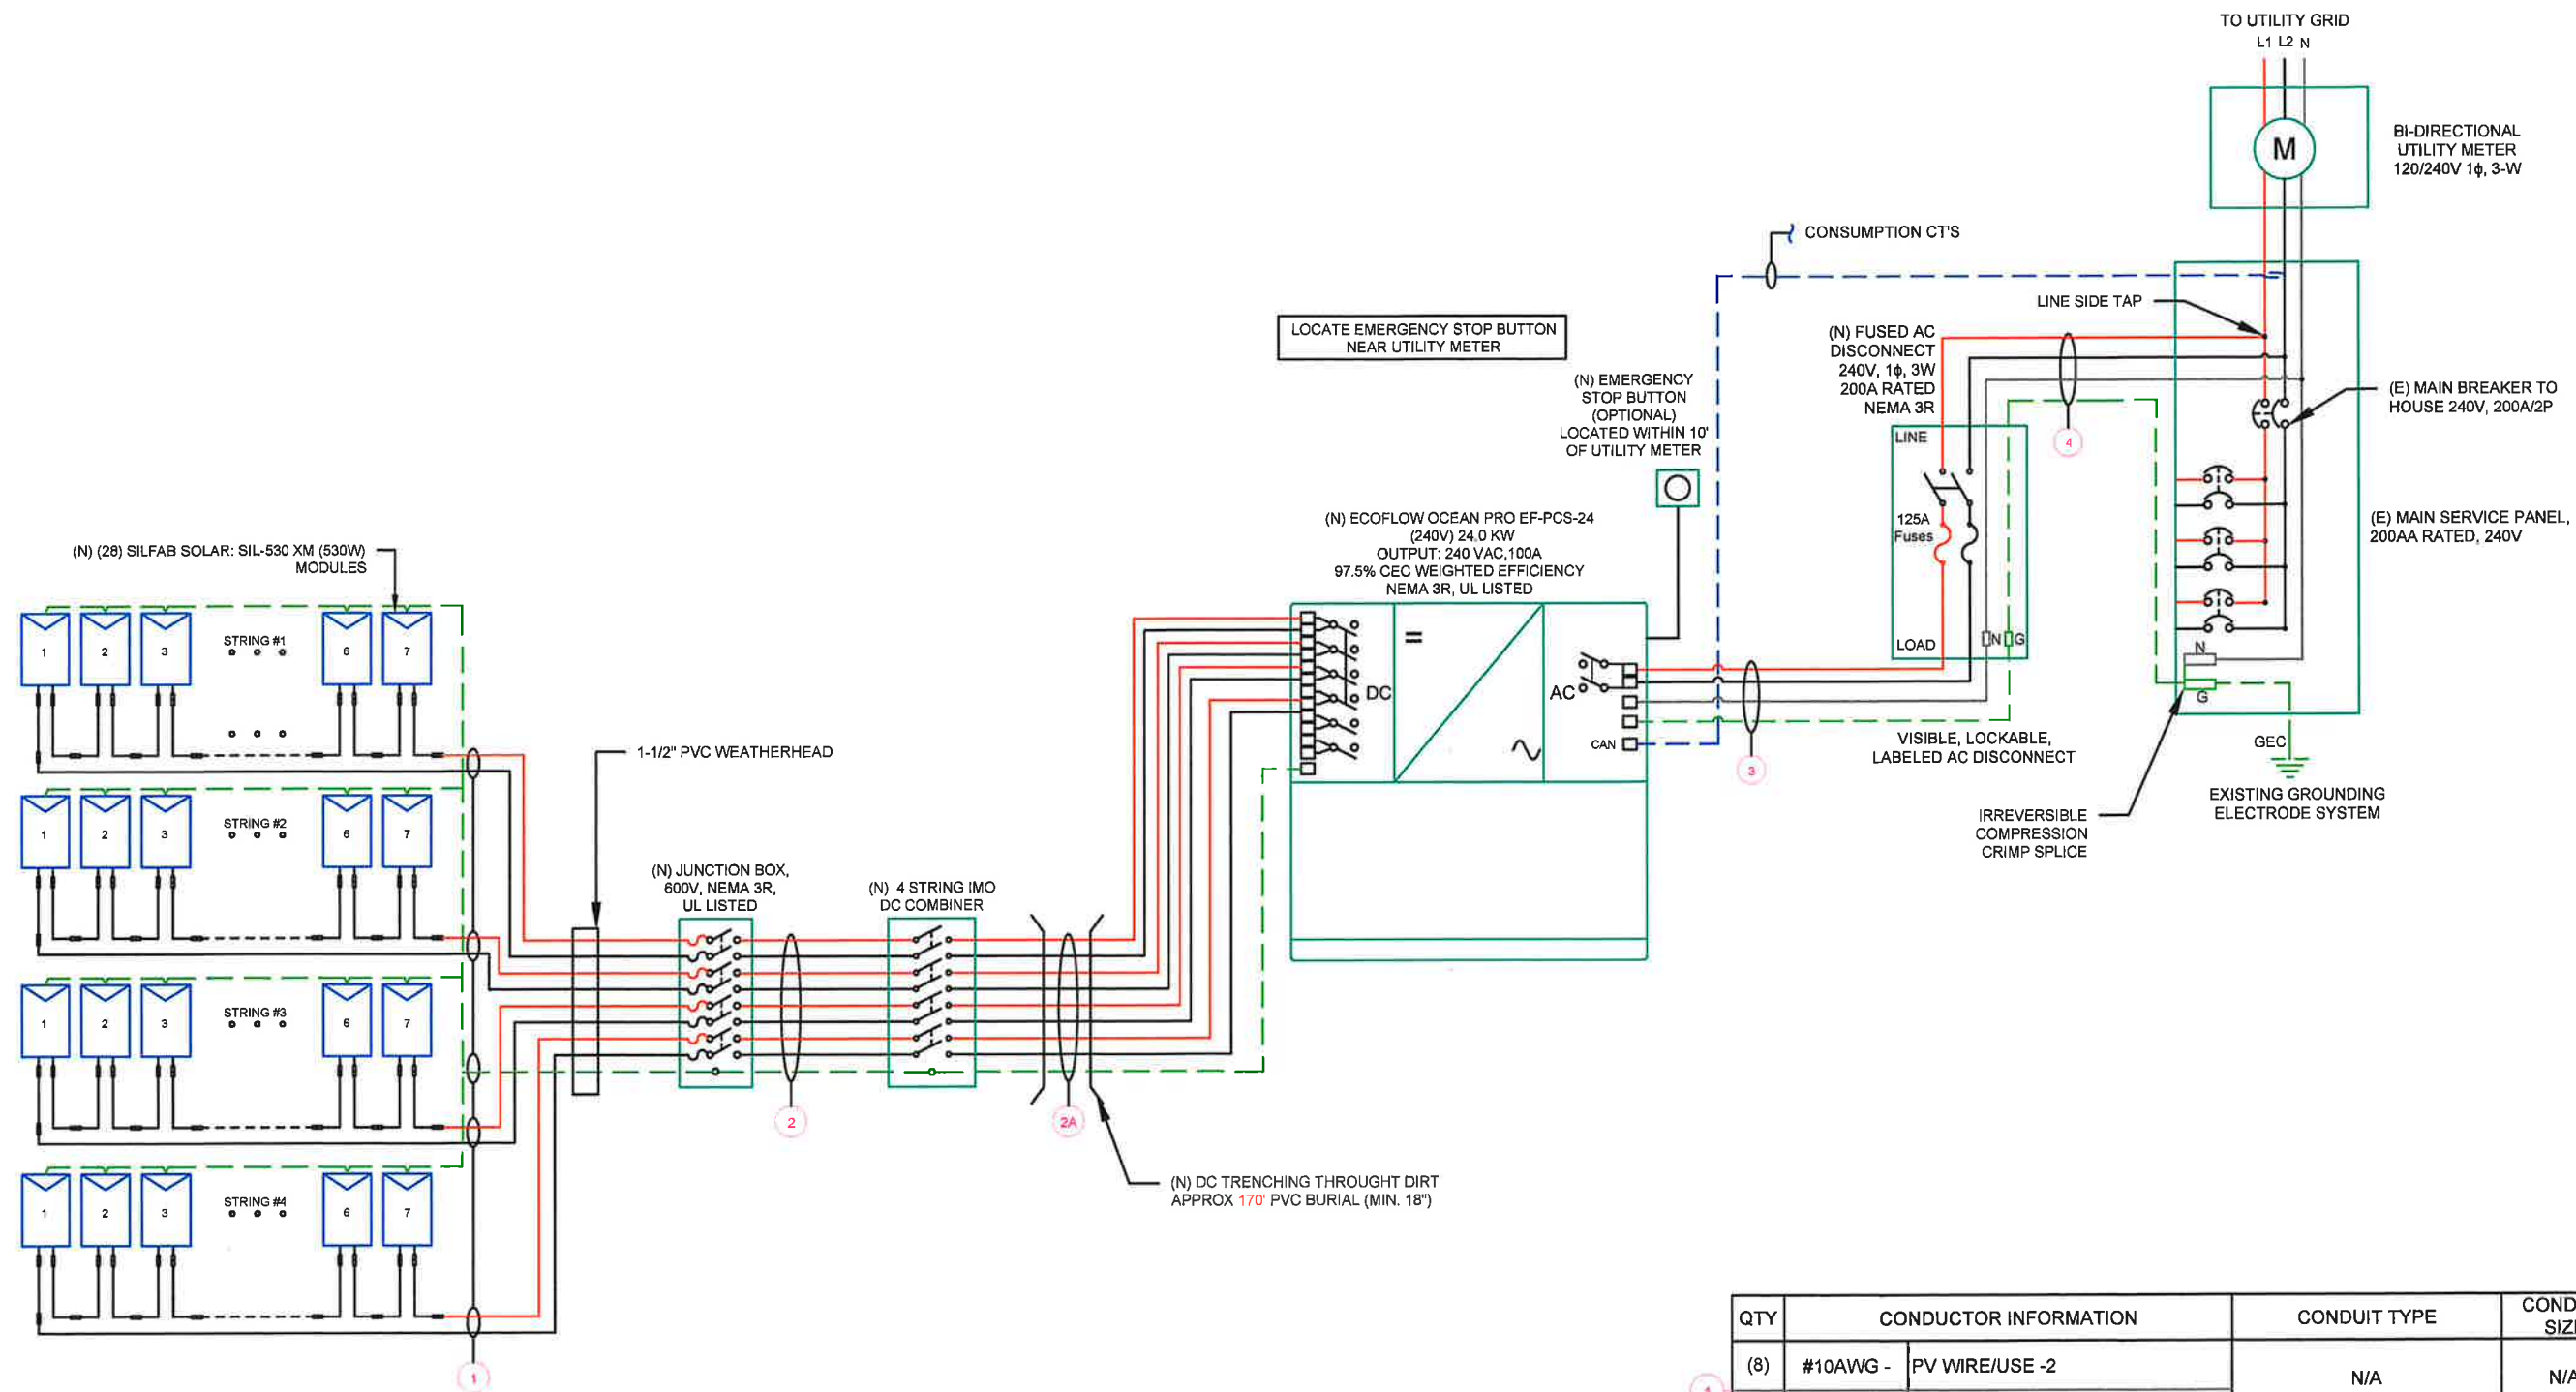 TO UTILITY GRID
L1 L2 N
M
BI-DIRECTIONAL
UTILITY METER
120/240V 1ϕ, 3-W
CONSUMPTION CT'S
LINE SIDE TAP
LOCATE EMERGENCY STOP BUTTON
NEAR UTILITY METER
(N) FUSED AC
DISCONNECT
240V, 1ϕ, 3W
200A RATED
NEMA 3R
(N) EMERGENCY
STOP BUTTON
(OPTIONAL)
LOCATED WITHIN 10'
OF UTILITY METER
(E) MAIN BREAKER TO
HOUSE 240V, 200A/2P
LINE
4
125A
Fuses
LOAD
N
G
(E) MAIN SERVICE PANEL,
200AA RATED, 240V
(N) ECOFLOW OCEAN PRO EF-PCS-24
(240V) 24.0 KW
OUTPUT: 240 VAC,100A
97.5% CEC WEIGHTED EFFICIENCY
NEMA 3R, UL LISTED
(N) (28) SILFAB SOLAR: SIL-530 XM (530W)
MODULES
STRING #1
1 2 3 6 7
DC
AC
CAN
3
N
G
GEC
VISIBLE, LOCKABLE,
LABELED AC DISCONNECT
EXISTING GROUNDING
ELECTRODE SYSTEM
IRREVERSIBLE
COMPRESSION
CRIMP SPLICE
1-1/2" PVC WEATHERHEAD
STRING #2
1 2 3 6 7
(N) JUNCTION BOX,
600V, NEMA 3R,
UL LISTED
(N) 4 STRING IMO
DC COMBINER
STRING #3
1 2 3 6 7
2
2A
(N) DC TRENCHING THROUGHT DIRT
APPROX 170' PVC BURIAL (MIN. 18")
STRING #4
1 2 3 6 7
1
QTY CONDUCTOR INFORMATION CONDUIT TYPE
SIZ
(8) #10AWG - PV WIRE/USE -2 N/A